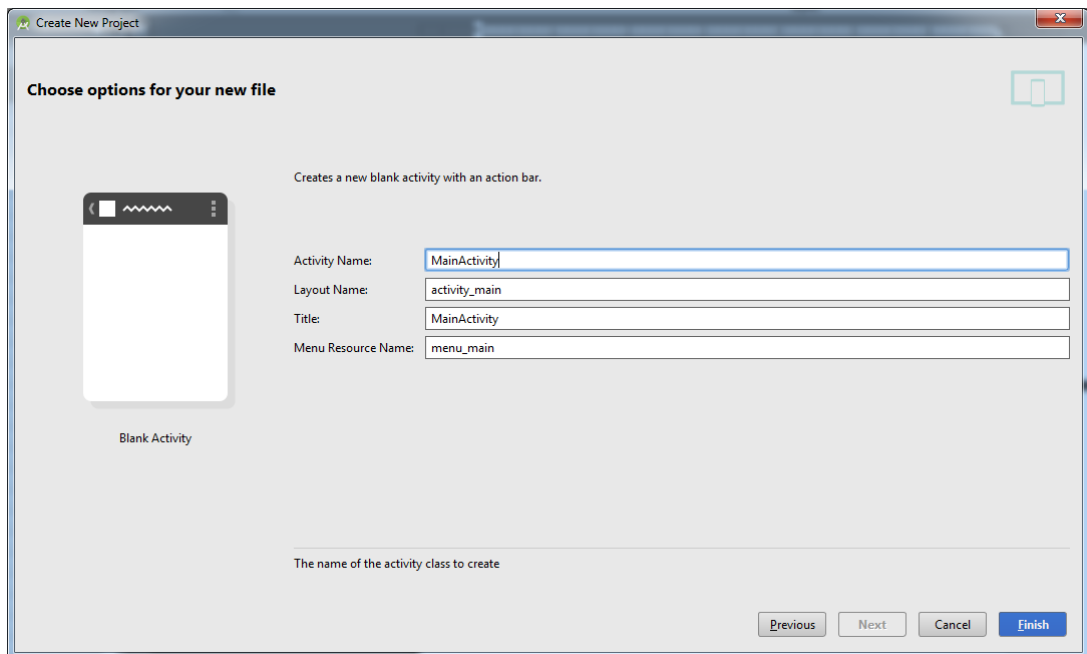 Create New Project
Choose options for your new file
Creates a new blank activity with an action bar.
Activity Name: MainActivity
Layout Name: activity_main
Title: MainActivity
Menu Resource Name: menu_main
Blank Activity
The name of the activity class to create
Previous Next Cancel Finish